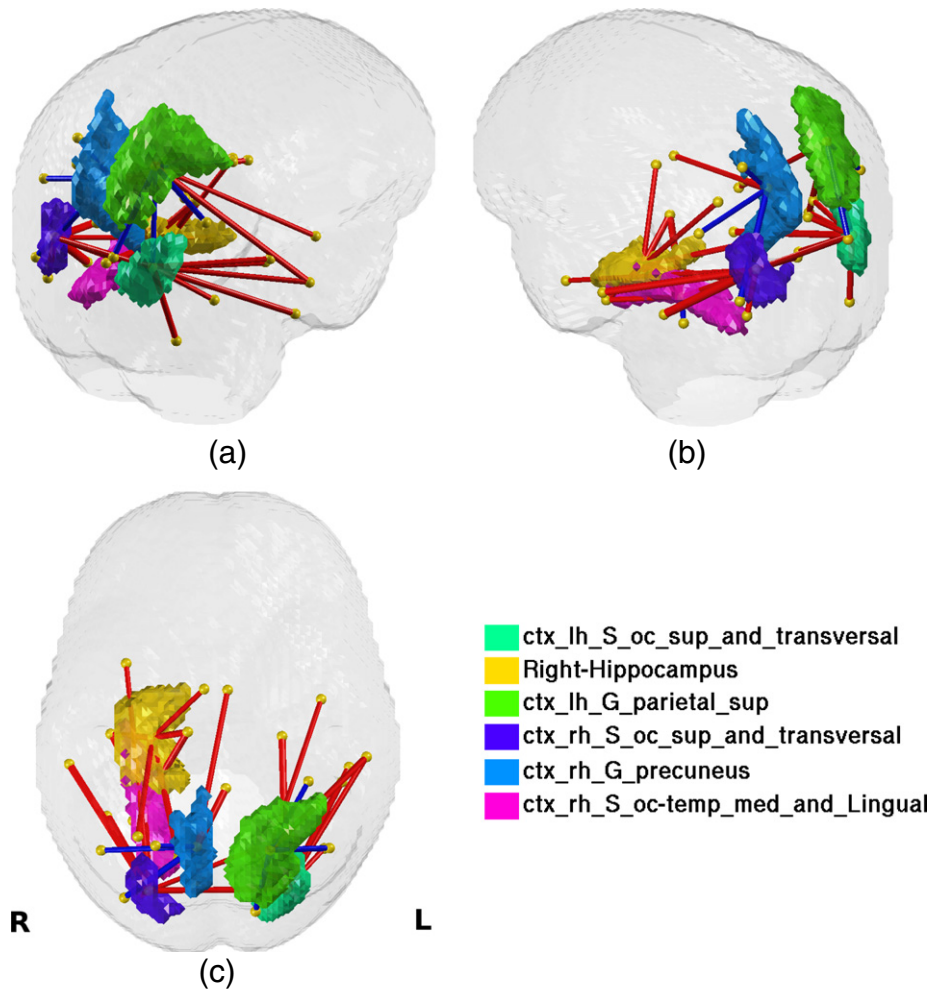 (a)
(b)
ctx_lh_S_oc_sup_and_transversal
Right-Hippocampus
ctx_lh_G_parietal_sup
ctx_rh_S_oc_sup_and_transversal
ctx_rh_G_precuneus
ctx_rh_S_oc-temp_med_and_Lingual
R
L
(c)